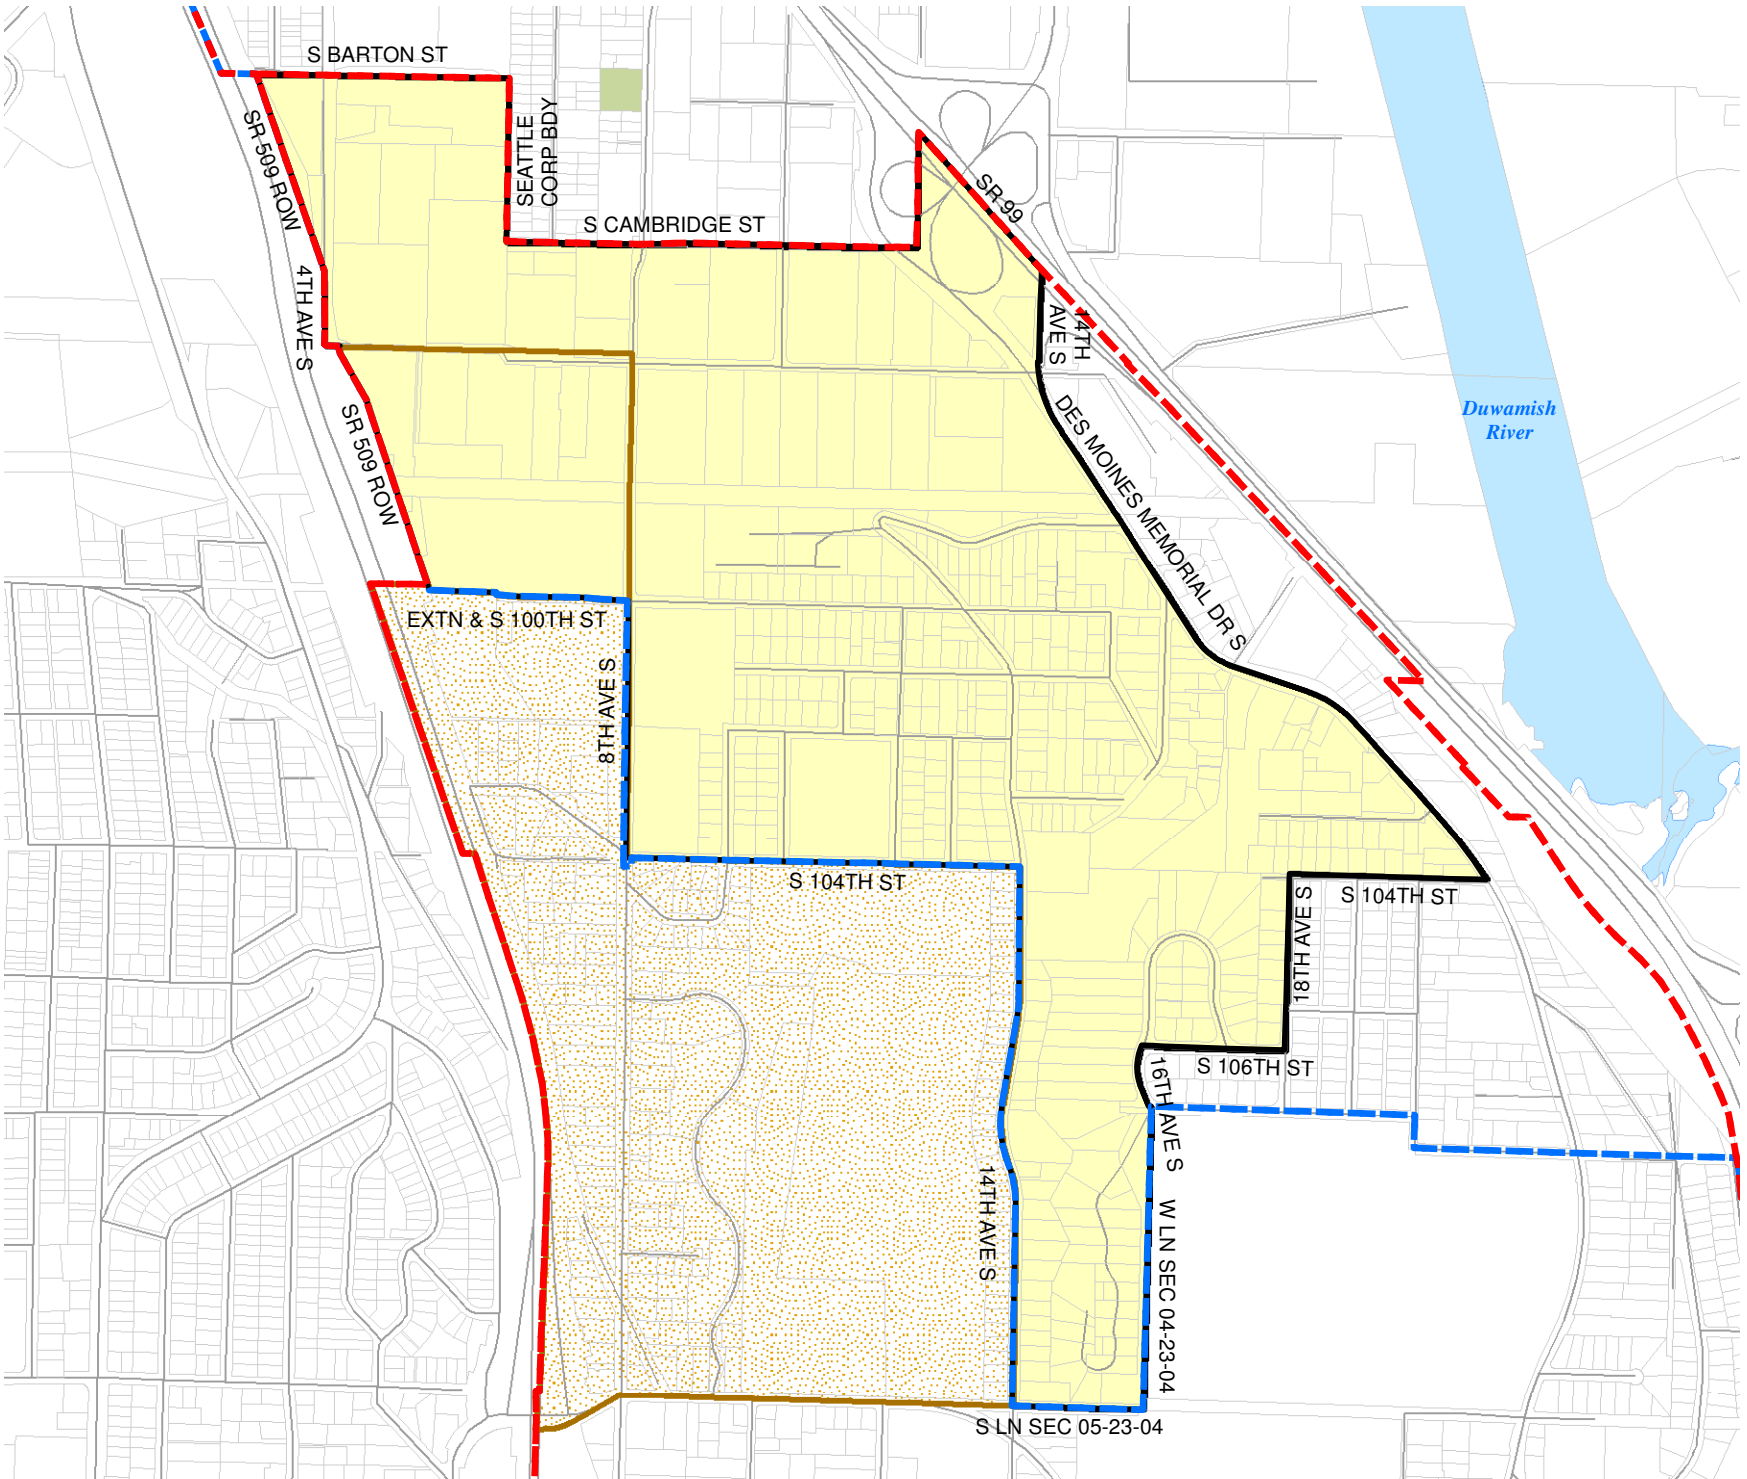 S BARTON ST
SEATTLE
CORP BDY
SR 509 ROW
S CAMBRIDGE ST
SR 99
4TH AVE S
14TH
AVE S
SR 509 ROW
DES MOINES MEMORIAL DR S
Duwamish
River
EXTN & S 100TH ST
8TH AVE S
S 104TH ST
S 104TH ST
18TH AVE S
S 106TH ST
16TH AVE S
14TH AVE S
W LN SEC 04-23-04
S LN SEC 05-23-04